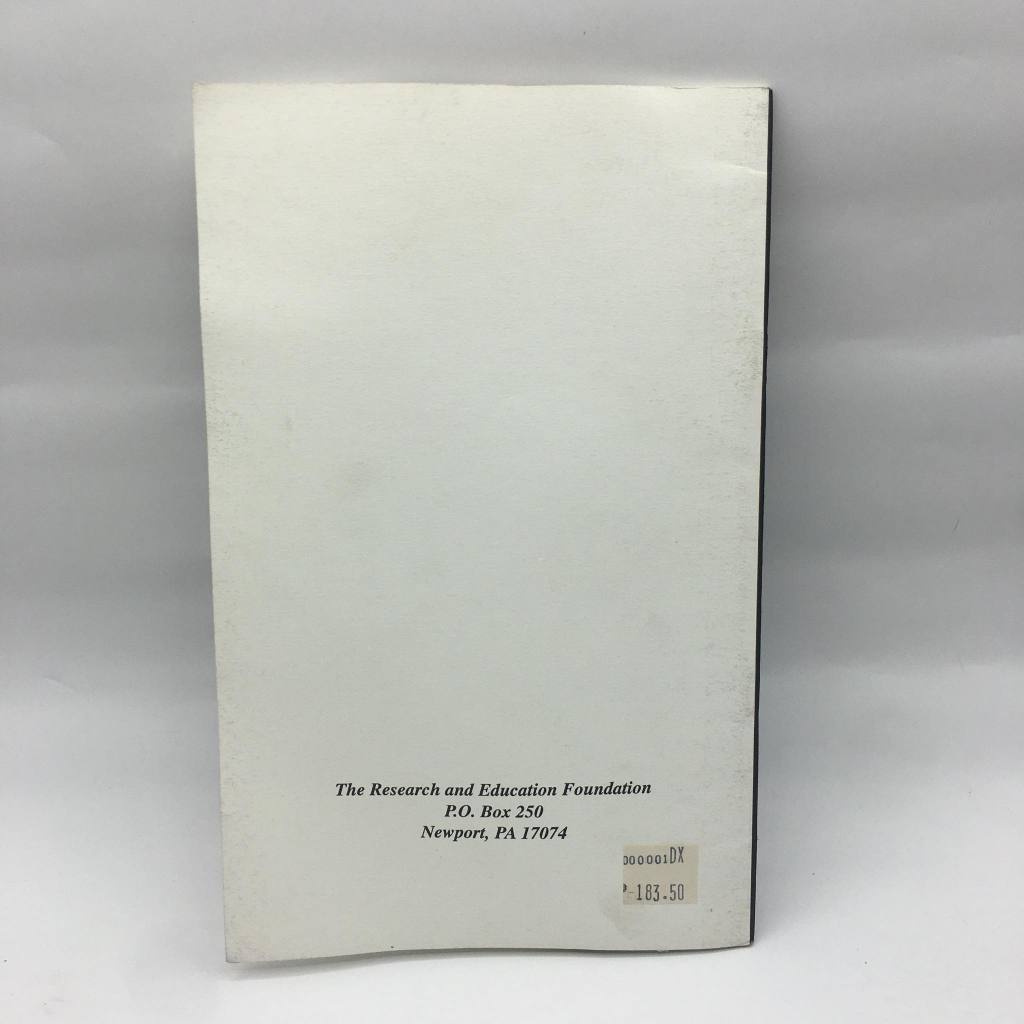 The Research and Education Foundation
P.O. Box 250
Newport, PA 17074
000001DX
P-183.50